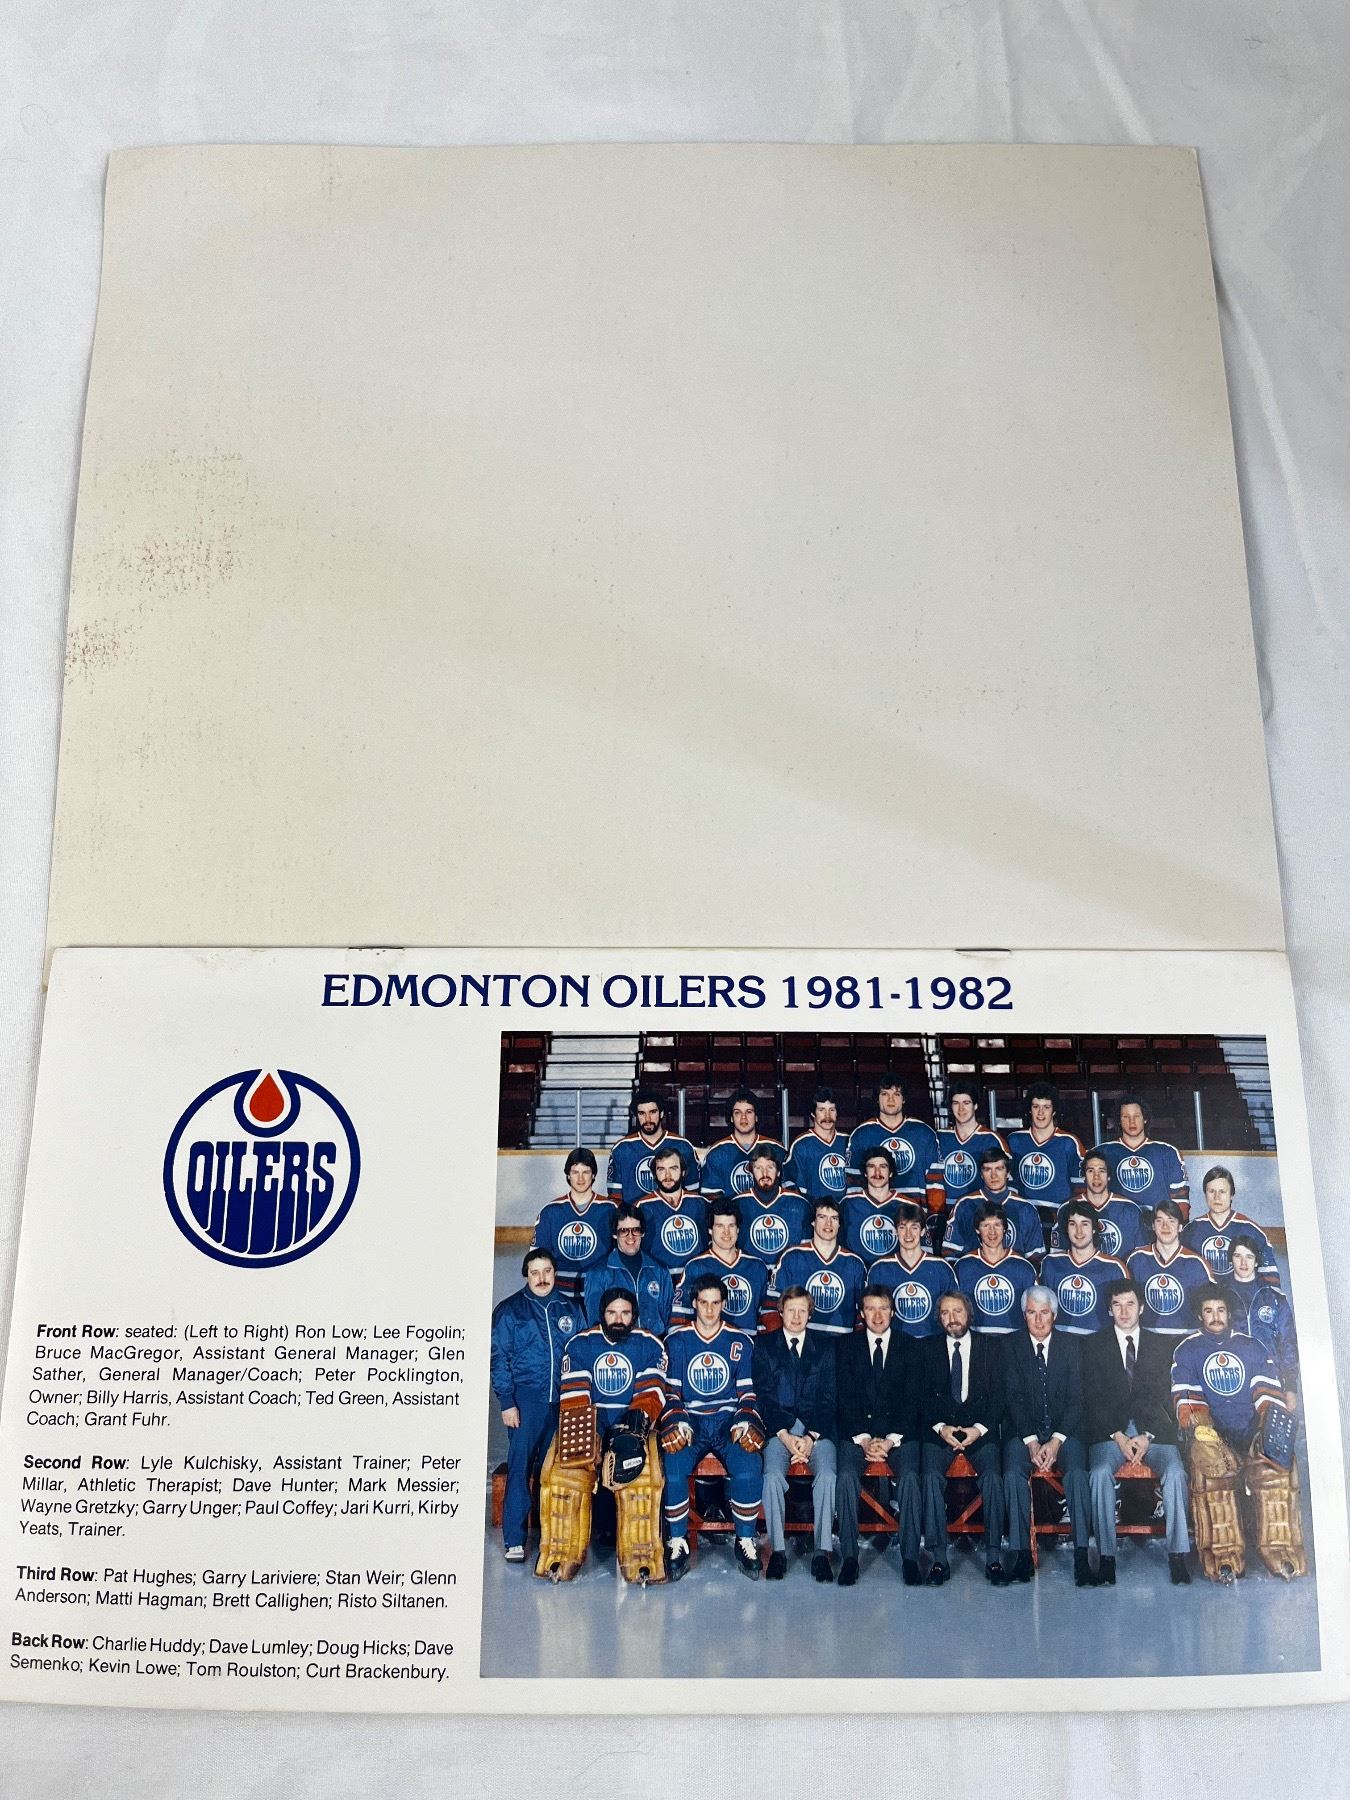 EDMONTON OILERS 1981-1982
OILERS
Front Row: seated: (Left to Right) Ron Low; Lee Fogolin;
Bruce MacGregor, Assistant General Manager; Glen
Sather, General Manager/Coach; Peter Pocklington,
Owner; Billy Harris, Assistant Coach; Ted Green, Assistant
Coach; Grant Fuhr.
Second Row: Lyle Kulchisky, Assistant Trainer; Peter
Millar, Athletic Therapist; Dave Hunter; Mark Messier;
Wayne Gretzky; Garry Unger; Paul Coffey; Jari Kurri, Kirby
Yeats, Trainer.
Third Row: Pat Hughes; Garry Lariviere; Stan Weir; Glenn
Anderson; Matti Hagman; Brett Callighen; Risto Siltanen.
Back Row: Charlie Huddy; Dave Lumley; Doug Hicks; Dave
Semenko; Kevin Lowe; Tom Roulston; Curt Brackenbury.